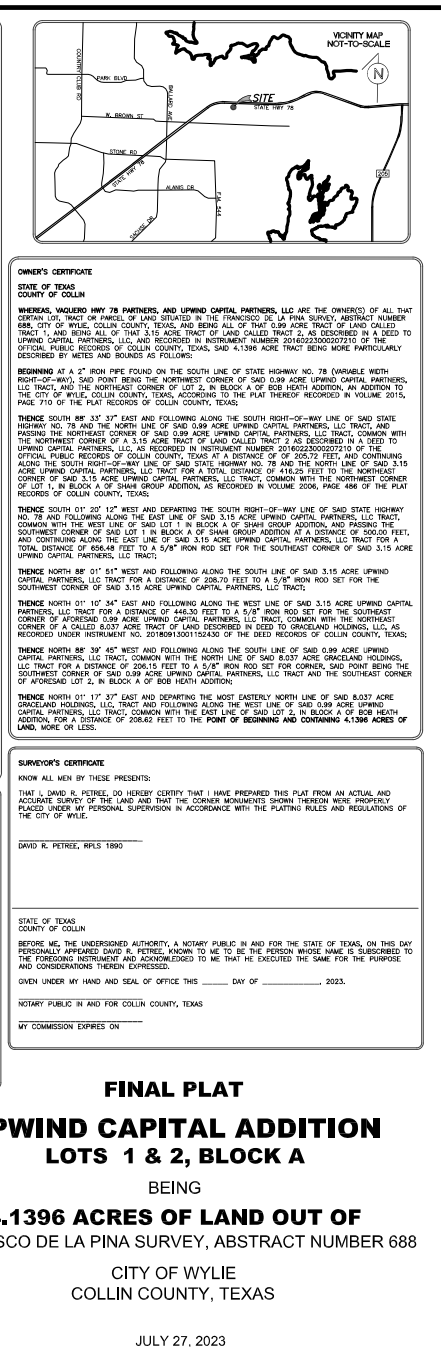 VICINITY MAP
NOT-TO-SCALE
N
COUNTRY CLUB RD
PARK BLVD
BALLARD AVE
SITE
STATE HWY 78
W. BROWN ST
STONE RD
STATE HWY 78
ALANIS DR
SACHSE DR
F.M. 544
205
OWNER'S CERTIFICATE
STATE OF TEXAS
COUNTY OF COLLIN
WHEREAS, VAQUERO HWY 78 PARTNERS, AND UPWIND CAPITAL PARTNERS, LLC ARE THE OWNER(S) OF ALL THAT
CERTAIN LOT, TRACT OR PARCEL OF LAND SITUATED IN THE FRANCISCO DE LA PINA SURVEY, ABSTRACT NUMBER
688, CITY OF WYLIE, COLLIN COUNTY, TEXAS, AND BEING ALL OF THAT 0.99 ACRE TRACT OF LAND CALLED
TRACT 1, AND BEING ALL OF THAT 3.15 ACRE TRACT OF LAND CALLED TRACT 2, AS DESCRIBED IN A DEED TO
UPWIND CAPITAL PARTNERS, LLC, AND RECORDED IN INSTRUMENT NUMBER 20160223000207210 OF THE
OFFICIAL PUBLIC RECORDS OF COLLIN COUNTY, TEXAS, SAID 4.1396 ACRE TRACT BEING MORE PARTICULARLY
DESCRIBED BY METES AND BOUNDS AS FOLLOWS:
BEGINNING AT A 2" IRON PIPE FOUND ON THE SOUTH LINE OF STATE HIGHWAY NO. 78 (VARIABLE WIDTH
RIGHT-OF-WAY), SAID POINT BEING THE NORTHWEST CORNER OF SAID 0.99 ACRE UPWIND CAPITAL PARTNERS,
LLC TRACT, AND THE NORTHEAST CORNER OF LOT 2, IN BLOCK A OF BOB HEATH ADDITION, AN ADDITION TO
THE CITY OF WYLIE, COLLIN COUNTY, TEXAS, ACCORDING TO THE PLAT THEREOF RECORDED IN VOLUME 2015,
PAGE 710 OF THE PLAT RECORDS OF COLLIN COUNTY, TEXAS;
THENCE SOUTH 88° 33' 37" EAST AND FOLLOWING ALONG THE SOUTH RIGHT-OF-WAY LINE OF SAID STATE
HIGHWAY NO. 78 AND THE NORTH LINE OF SAID 0.99 ACRE UPWIND CAPITAL PARTNERS, LLC TRACT, AND
PASSING THE NORTHEAST CORNER OF SAID 0.99 ACRE UPWIND CAPITAL PARTNERS, LLC TRACT, COMMON WITH
THE NORTHWEST CORNER OF A 3.15 ACRE TRACT OF LAND CALLED TRACT 2 AS DESCRIBED IN A DEED TO
UPWIND CAPITAL PARTNERS, LLC, AS RECORDED IN INSTRUMENT NUMBER 20160223000207210 OF THE
OFFICIAL PUBLIC RECORDS OF COLLIN COUNTY, TEXAS AT A DISTANCE OF 205.72 FEET, AND CONTINUING
ALONG THE SOUTH RIGHT-OF-WAY LINE OF SAID STATE HIGHWAY NO. 78 AND THE NORTH LINE OF SAID 3.15
ACRE UPWIND CAPITAL PARTNERS, LLC TRACT FOR A TOTAL DISTANCE OF 416.25 FEET TO THE NORTHEAST
CORNER OF SAID 3.15 ACRE UPWIND CAPITAL PARTNERS, LLC TRACT, COMMON WITH THE NORTHWEST CORNER
OF LOT 1, IN BLOCK A OF SHAHI GROUP ADDITION, AS RECORDED IN VOLUME 2006, PAGE 486 OF THE PLAT
RECORDS OF COLLIN COUNTY, TEXAS;
THENCE SOUTH 01° 20' 12" WEST AND DEPARTING THE SOUTH RIGHT-OF-WAY LINE OF SAID STATE HIGHWAY
NO. 78 AND FOLLOWING ALONG THE EAST LINE OF SAID 3.15 ACRE UPWIND CAPITAL PARTNERS, LLC TRACT,
COMMON WITH THE WEST LINE OF SAID LOT 1 IN BLOCK A OF SHAHI GROUP ADDITION, AND PASSING THE
SOUTHWEST CORNER OF SAID LOT 1 IN BLOCK A OF SHAHI GROUP ADDITION AT A DISTANCE OF 500.00 FEET,
AND CONTINUING ALONG THE EAST LINE OF SAID 3.15 ACRE UPWIND CAPITAL PARTNERS, LLC TRACT FOR A
TOTAL DISTANCE OF 656.48 FEET TO A 5/8" IRON ROD SET FOR THE SOUTHEAST CORNER OF SAID 3.15 ACRE
UPWIND CAPITAL PARTNERS, LLC TRACT;
THENCE NORTH 88° 01' 51" WEST AND FOLLOWING ALONG THE SOUTH LINE OF SAID 3.15 ACRE UPWIND
CAPITAL PARTNERS, LLC TRACT FOR A DISTANCE OF 208.70 FEET TO A 5/8" IRON ROD SET FOR THE
SOUTHWEST CORNER OF SAID 3.15 ACRE UPWIND CAPITAL PARTNERS, LLC TRACT;
THENCE NORTH 01° 10' 34" EAST AND FOLLOWING ALONG THE WEST LINE OF SAID 3.15 ACRE UPWIND CAPITAL
PARTNERS, LLC TRACT FOR A DISTANCE OF 446.30 FEET TO A 5/8" IRON ROD SET FOR THE SOUTHEAST
CORNER OF AFORESAID 0.99 ACRE UPWIND CAPITAL PARTNERS, LLC TRACT, COMMON WITH THE NORTHEAST
CORNER OF A CALLED 8.037 ACRE TRACT OF LAND DESCRIBED IN DEED TO GRACELAND HOLDINGS, LLC, AS
RECORDED UNDER INSTRUMENT NO. 20180913001152430 OF THE DEED RECORDS OF COLLIN COUNTY, TEXAS;
THENCE NORTH 88° 39' 45" WEST AND FOLLOWING ALONG THE SOUTH LINE OF SAID 0.99 ACRE UPWIND
CAPITAL PARTNERS, LLC TRACT, COMMON WITH THE NORTH LINE OF SAID 8.037 ACRE GRACELAND HOLDINGS,
LLC TRACT FOR A DISTANCE OF 206.15 FEET TO A 5/8" IRON ROD SET FOR CORNER, SAID POINT BEING THE
SOUTHWEST CORNER OF SAID 0.99 ACRE UPWIND CAPITAL PARTNERS, LLC TRACT AND THE SOUTHEAST CORNER
OF AFORESAID LOT 2, IN BLOCK A OF BOB HEATH ADDITION;
THENCE NORTH 01° 17' 37" EAST AND DEPARTING THE MOST EASTERLY NORTH LINE OF SAID 8.037 ACRE
GRACELAND HOLDINGS, LLC, TRACT AND FOLLOWING ALONG THE WEST LINE OF SAID 0.99 ACRE UPWIND
CAPITAL PARTNERS, LLC TRACT, COMMON WITH THE EAST LINE OF SAID LOT 2, IN BLOCK A OF BOB HEATH
ADDITION, FOR A DISTANCE OF 208.62 FEET TO THE POINT OF BEGINNING AND CONTAINING 4.1396 ACRES OF
LAND, MORE OR LESS.
SURVEYOR'S CERTIFICATE
KNOW ALL MEN BY THESE PRESENTS:
THAT I, DAVID R. PETREE, DO HEREBY CERTIFY THAT I HAVE PREPARED THIS PLAT FROM AN ACTUAL AND
ACCURATE SURVEY OF THE LAND AND THAT THE CORNER MONUMENTS SHOWN THEREON WERE PROPERLY
PLACED UNDER MY PERSONAL SUPERVISION IN ACCORDANCE WITH THE PLATTING RULES AND REGULATIONS OF
THE CITY OF WYLIE.
DAVID R. PETREE, RPLS 1890
STATE OF TEXAS
COUNTY OF COLLIN
BEFORE ME, THE UNDERSIGNED AUTHORITY, A NOTARY PUBLIC IN AND FOR THE STATE OF TEXAS, ON THIS DAY
PERSONALLY APPEARED DAVID R. PETREE, KNOWN TO ME TO BE THE PERSON WHOSE NAME IS SUBSCRIBED TO
THE FOREGOING INSTRUMENT AND ACKNOWLEDGED TO ME THAT HE EXECUTED THE SAME FOR THE PURPOSE
AND CONSIDERATIONS THEREIN EXPRESSED.
GIVEN UNDER MY HAND AND SEAL OF OFFICE THIS ______ DAY OF ____________, 2023.
NOTARY PUBLIC IN AND FOR COLLIN COUNTY, TEXAS
MY COMMISSION EXPIRES ON
FINAL PLAT
PWIND CAPITAL ADDITION
LOTS 1 & 2, BLOCK A
BEING
4.1396 ACRES OF LAND OUT OF
SCO DE LA PINA SURVEY, ABSTRACT NUMBER 688
CITY OF WYLIE
COLLIN COUNTY, TEXAS
JULY 27, 2023